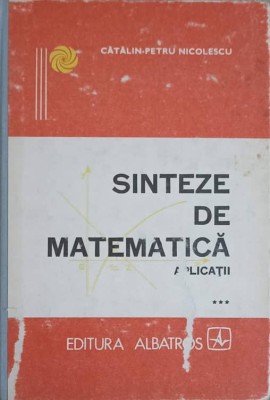 CĂTĂLIN-PETRU NICOLESCU
SINTEZE
DE
MATEMATICĂ
APLICAȚII
***
EDITURA ALBATROS